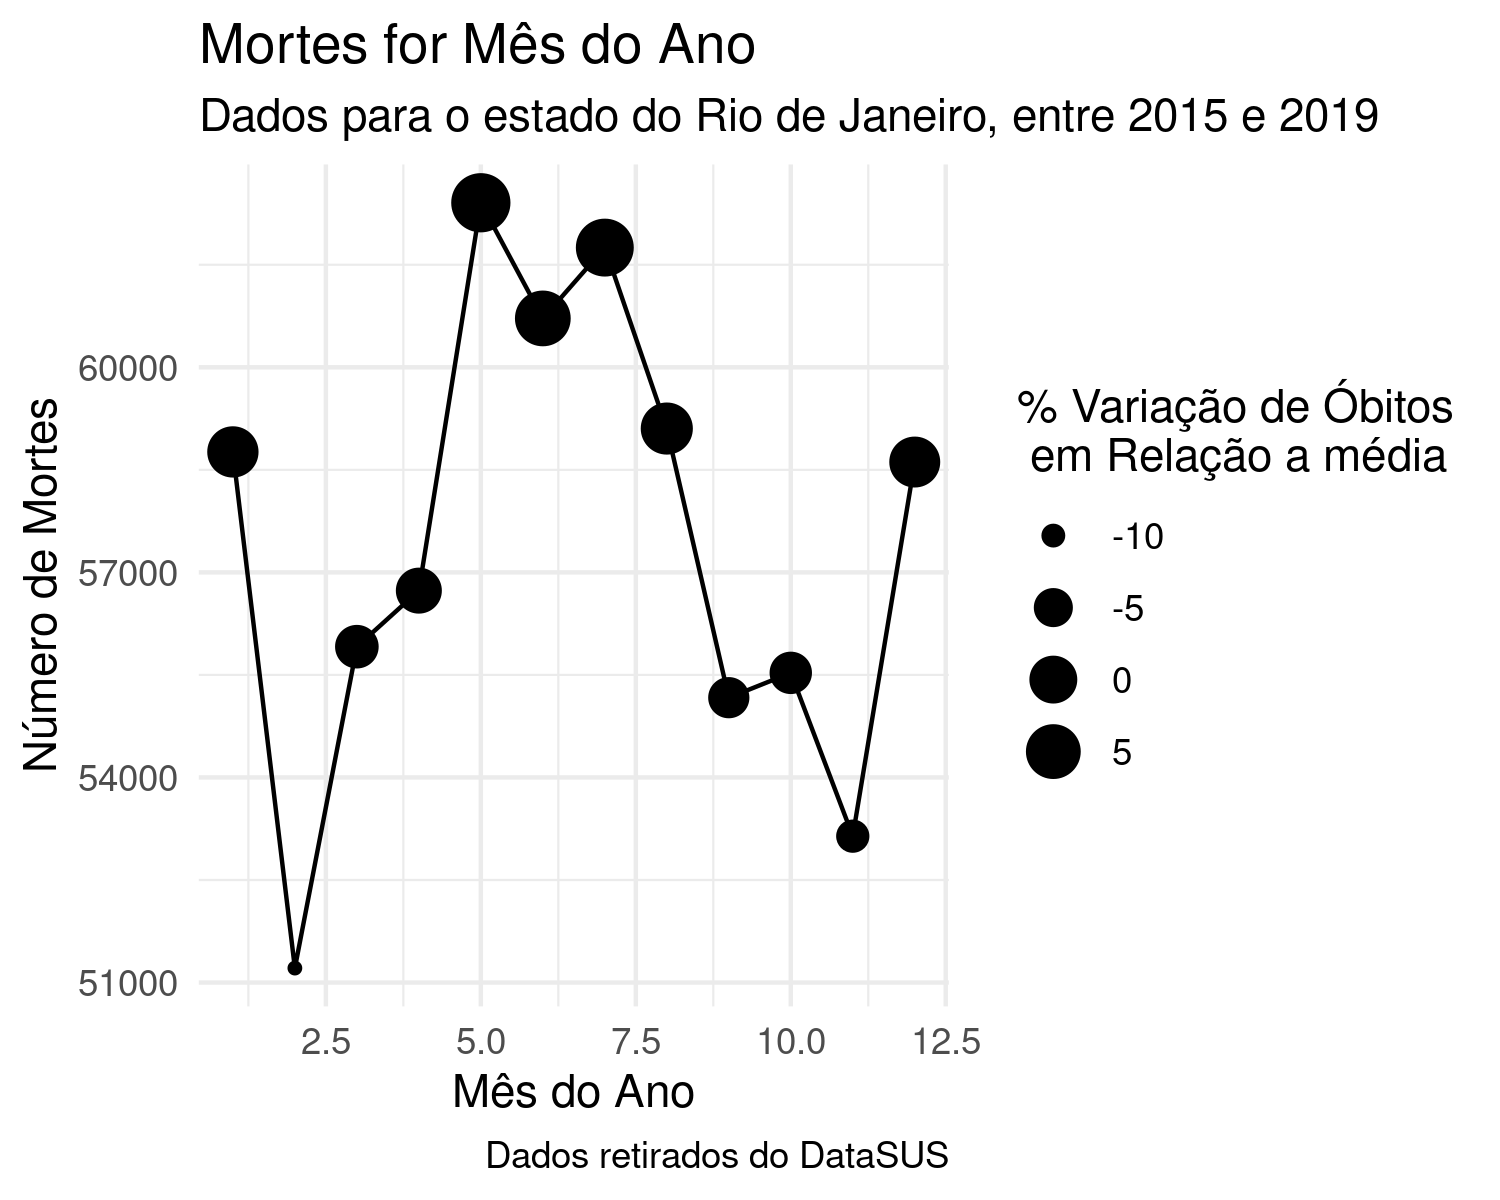 Mortes for Mês do Ano
Dados para o estado do Rio de Janeiro, entre 2015 e 2019
Número de Mortes
60000
57000
54000
51000
2.5
5.0
7.5
10.0
12.5
Mês do Ano
% Variação de Óbitos
em Relação a média
-10
-5
0
5
Dados retirados do DataSUS